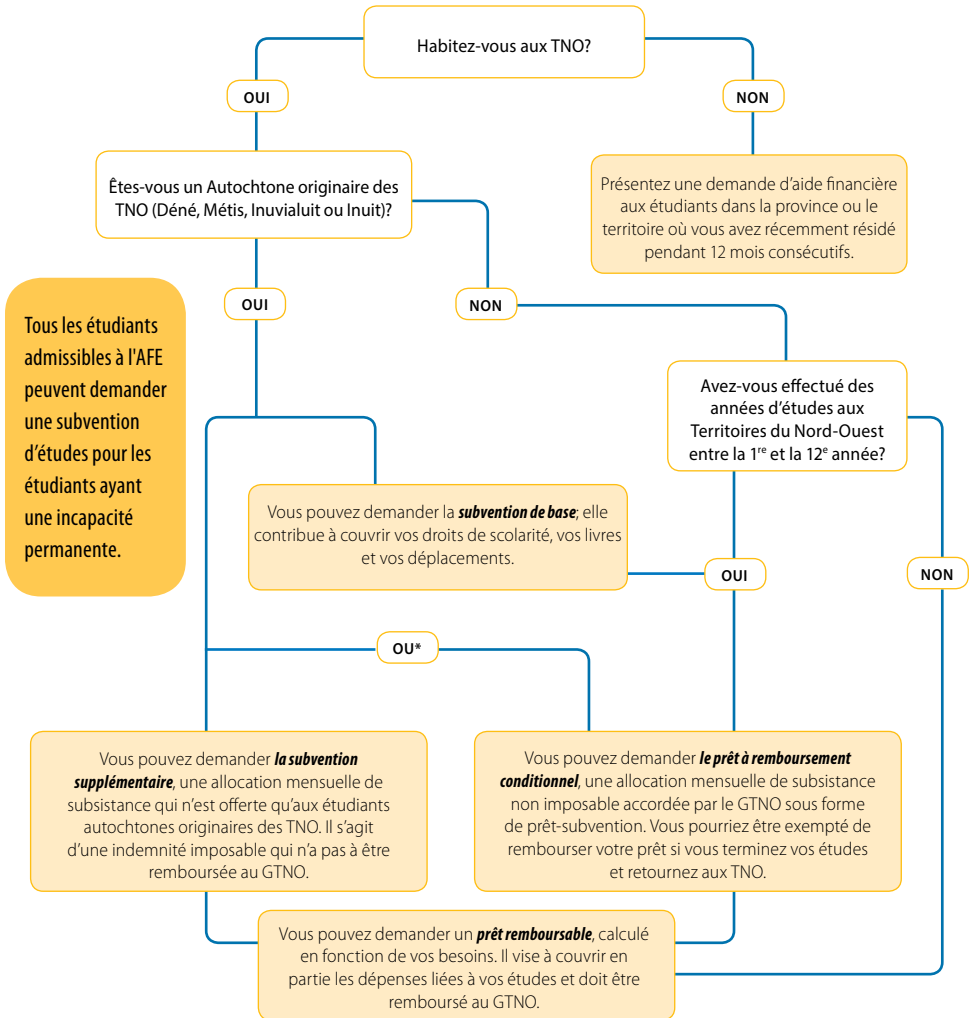 Habitez-vous aux TNO?
OUI
NON
Êtes-vous un Autochtone originaire des
TNO (Déné, Métis, Inuvialuit ou Inuit)?
Présentez une demande d'aide financière
aux étudiants dans la province ou le
territoire où vous avez récemment résidé
pendant 12 mois consécutifs.
OUI
NON
Tous les étudiants
admissibles à l'AFE
peuvent demander
une subvention
d'études pour les
étudiants ayant
une incapacité
permanente.
Avez-vous effectué des
années d'études aux
Territoires du Nord-Ouest
entre la 1re et la 12e année?
Vous pouvez demander la subvention de base; elle
contribue à couvrir vos droits de scolarité, vos livres
et vos déplacements.
OUI
NON
OU*
Vous pouvez demander la subvention
supplémentaire, une allocation mensuelle de
subsistance qui n'est offerte qu'aux étudiants
autochtones originaires des TNO. Il s'agit
d'une indemnité imposable qui n'a pas à être
remboursée au GTNO.
Vous pouvez demander le prêt à remboursement
conditionnel, une allocation mensuelle de subsistance
non imposable accordée par le GTNO sous forme
de prêt-subvention. Vous pourriez être exempté de
rembourser votre prêt si vous terminez vos études
et retournez aux TNO.
Vous pouvez demander un prêt remboursable, calculé
en fonction de vos besoins. Il vise à couvrir en
partie les dépenses liées à vos études et doit être
remboursé au GTNO.